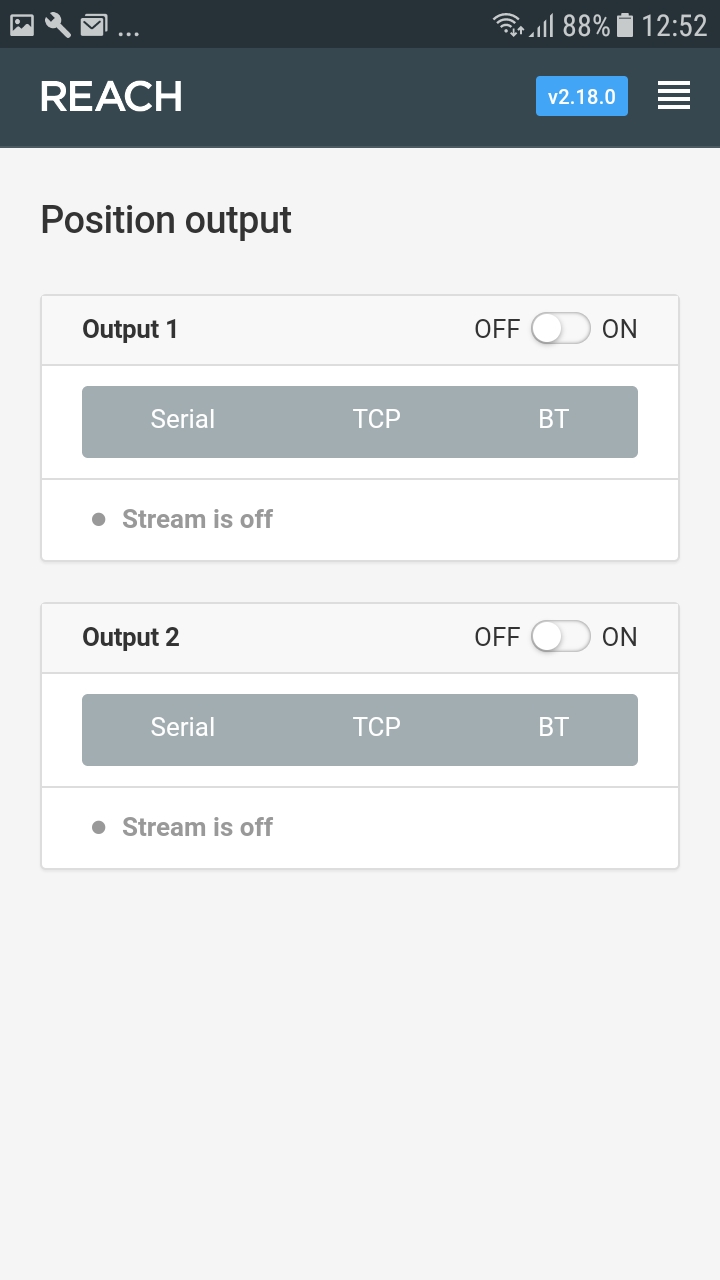 ... 88% 12:52
REACH v2.18.0
Position output
Output 1 OFF ON
Serial TCP BT
Stream is off
Output 2 OFF ON
Serial TCP BT
Stream is off